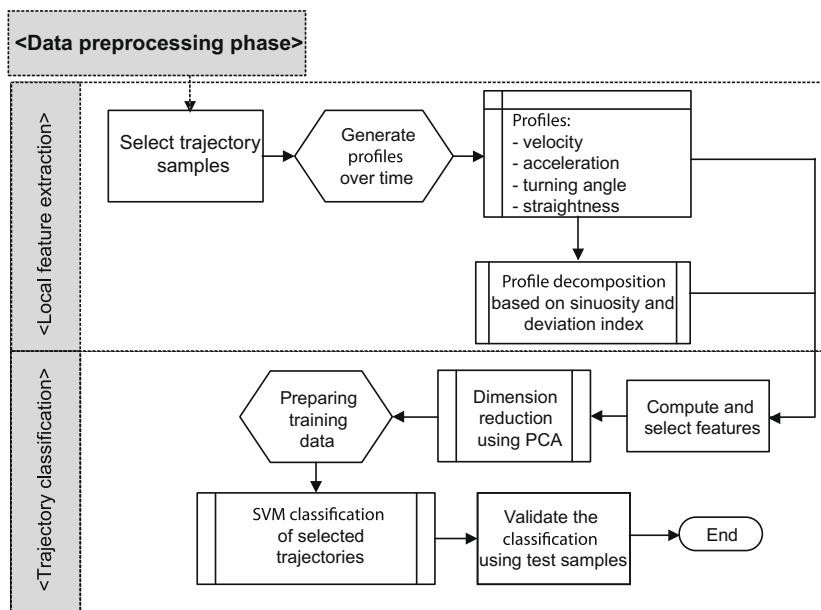 <Data preprocessing phase>
<Local feature extraction>
Select trajectory
samples
Generate
profiles
over time
Profiles:
- velocity
- acceleration
- turning angle
- straightness
Profile decomposition
based on sinuosity and
deviation index
<Trajectory classification>
Preparing
training
data
Dimension
reduction
using PCA
Compute and
select features
SVM classification
of selected
trajectories
Validate the
classification
using test samples
End